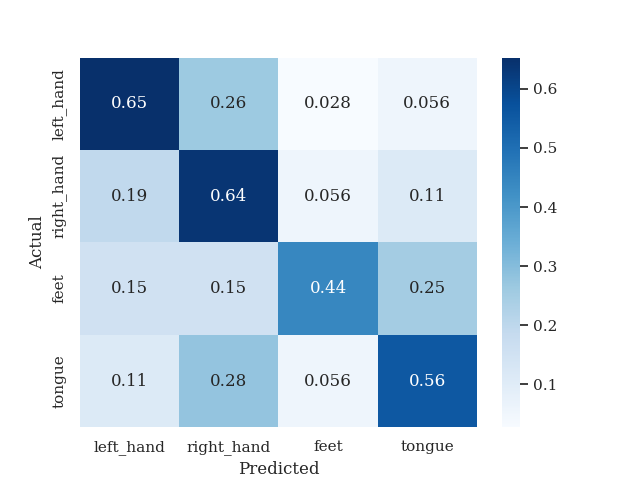 left_hand 0.65 0.26 0.028 0.056
right_hand 0.19 0.64 0.056 0.11
feet 0.15 0.15 0.44 0.25
tongue 0.11 0.28 0.056 0.56
left_hand right_hand feet tongue
Predicted
Actual
0.6
0.5
0.4
0.3
0.2
0.1